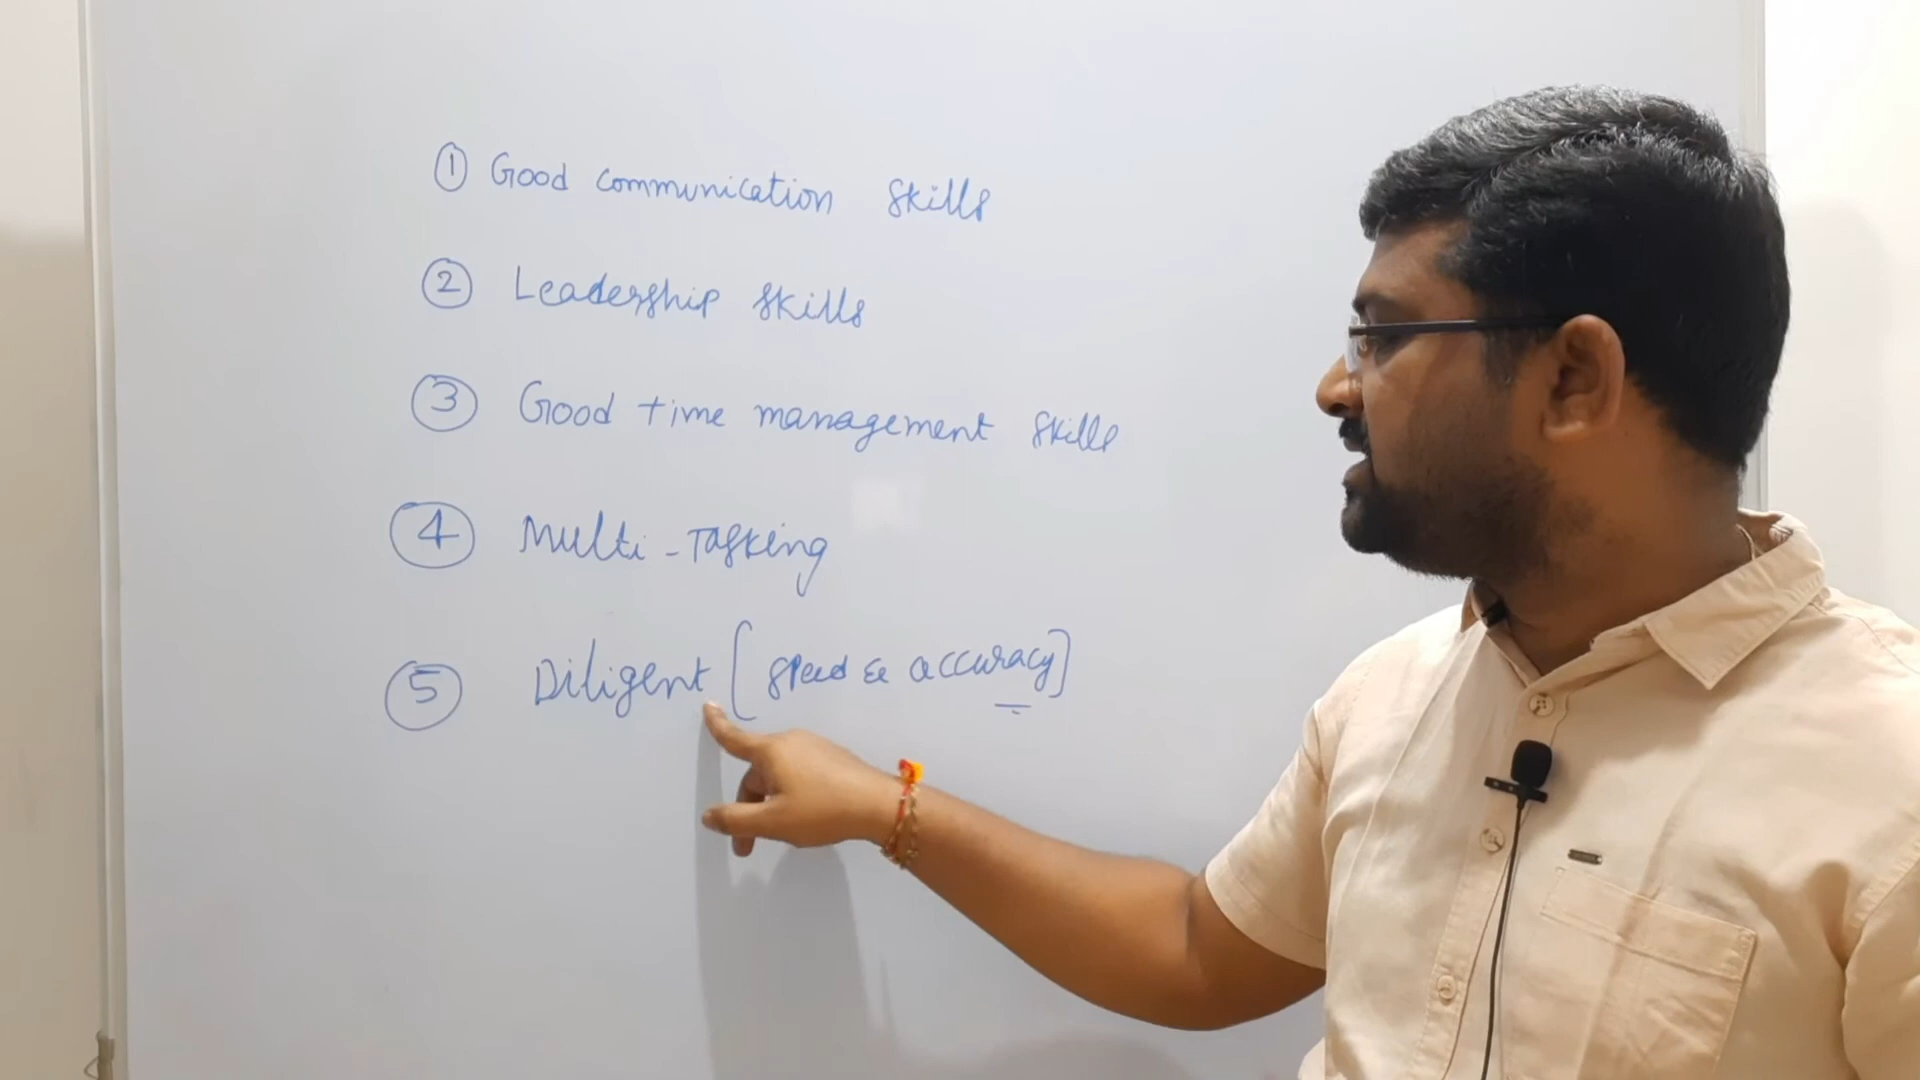 ① Good communication skills
② Leadership skills
③ Good time management skills
④ Multi-Tasking
⑤ Diligent [speed & accuracy]